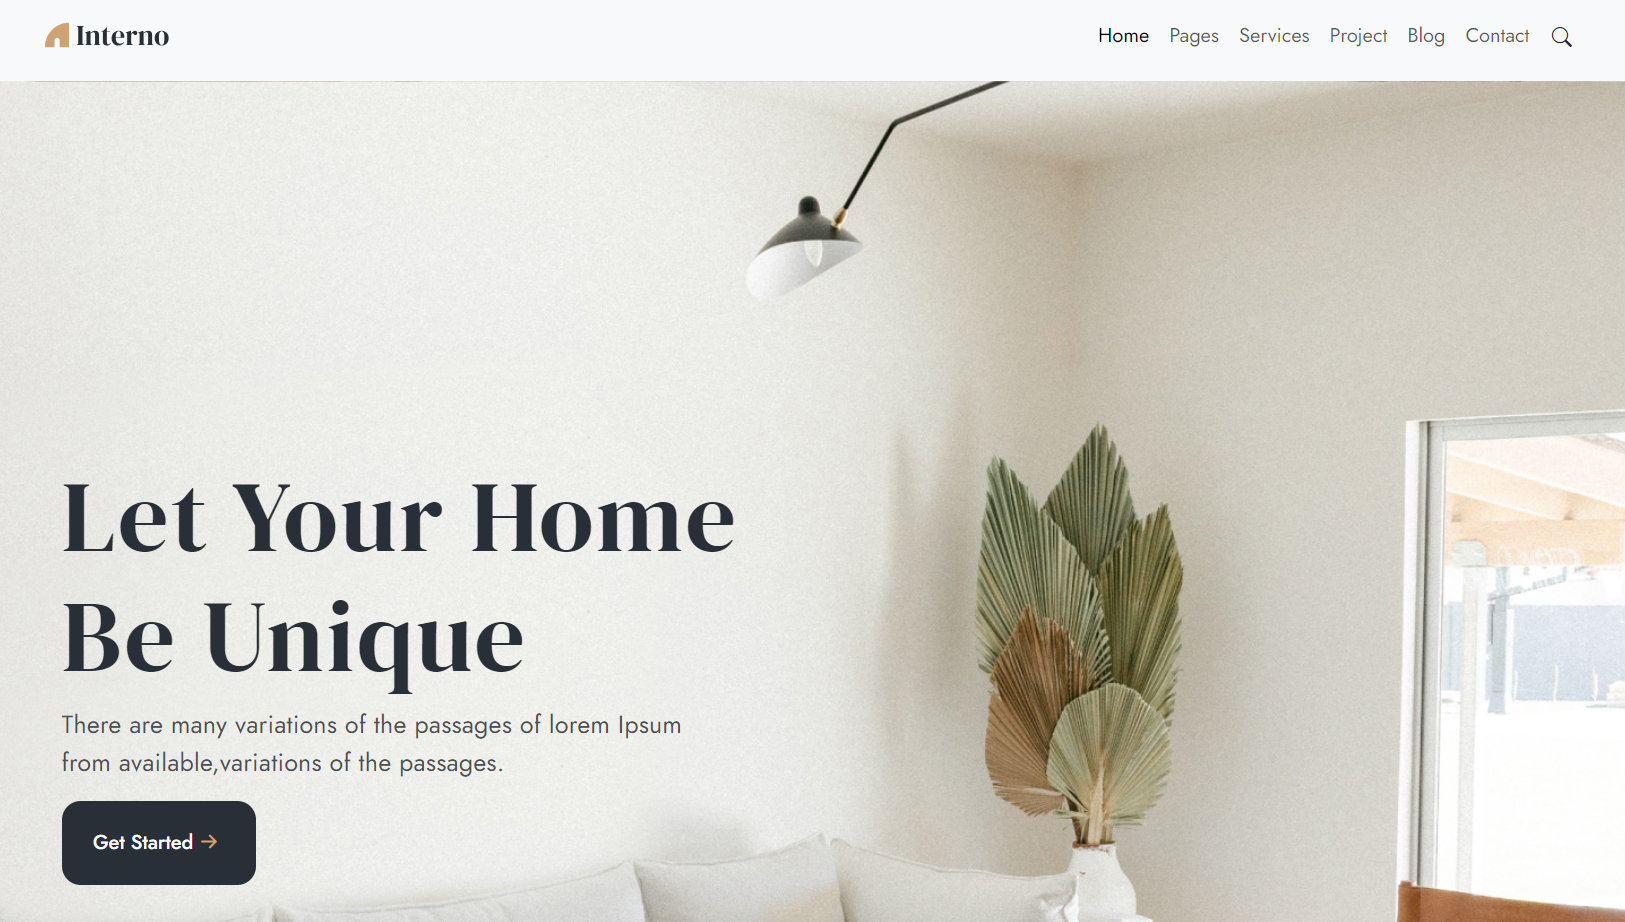 Interno
Home Pages Services Project Blog Contact
Let Your Home
Be Unique
There are many variations of the passages of lorem Ipsum
from available,variations of the passages.
Get Started →